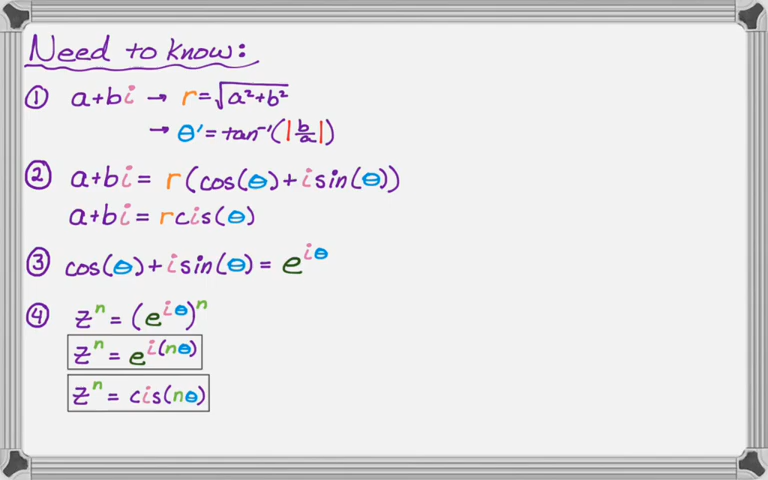 Need to know:
① a+bi → r=√a²+b²
→ θ'=tan⁻¹(|b/a|)
② a+bi = r(cos(θ)+isin(θ))
a+bi = rcis(θ)
③ cos(θ)+isin(θ) = e^iθ
④ zⁿ = (e^iθ)ⁿ
zⁿ = e^i(nθ)
zⁿ = cis(nθ)